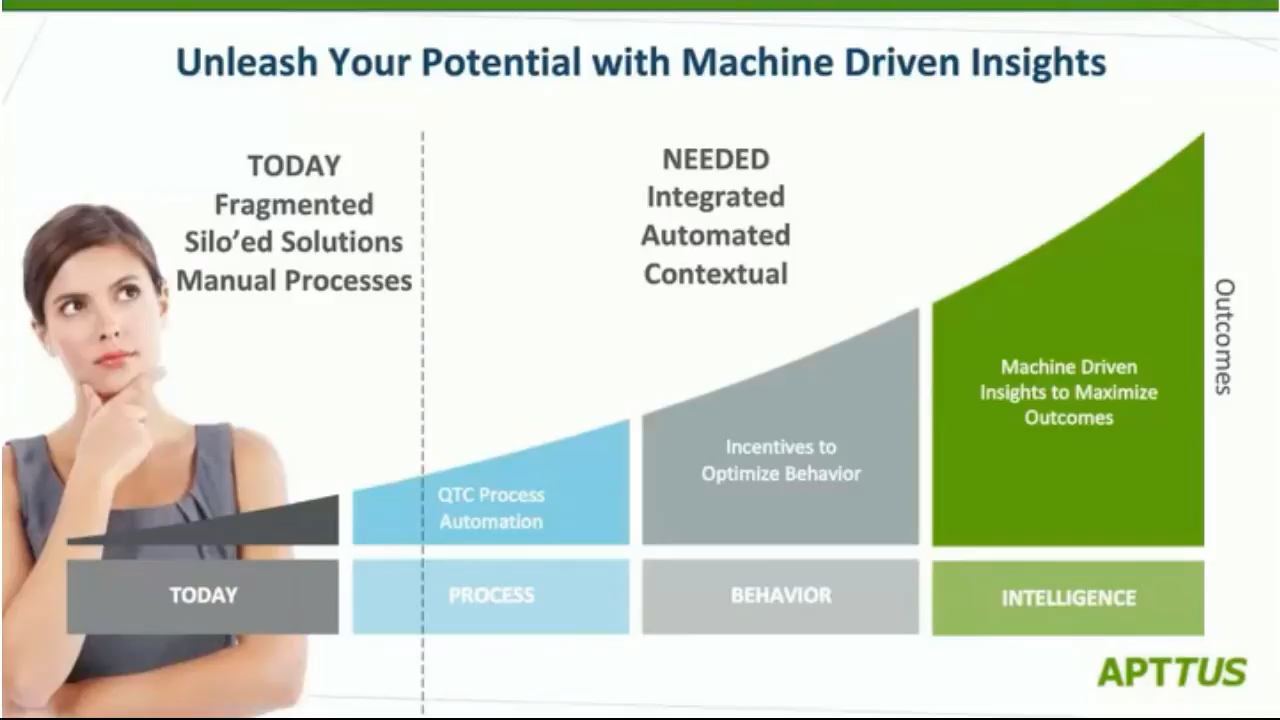 Unleash Your Potential with Machine Driven Insights
TODAY
Fragmented
Silo’ed Solutions
Manual Processes
NEEDED
Integrated
Automated
Contextual
Outcomes
QTC Process
Automation
Incentives to
Optimize Behavior
Machine Driven
Insights to Maximize
Outcomes
TODAY
PROCESS
BEHAVIOR
INTELLIGENCE
APTTUS